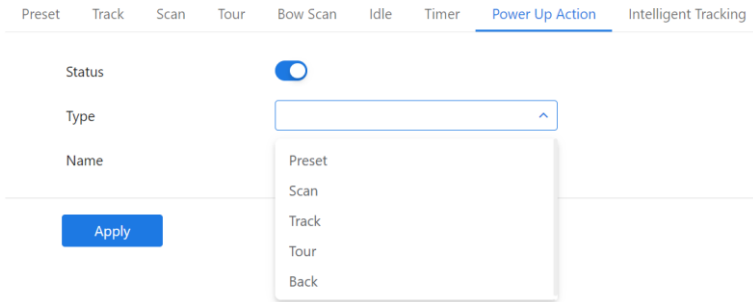 Preset Track Scan Tour Bow Scan Idle Timer Power Up Action Intelligent Tracking
Status
Type
Name
Preset
Scan
Track
Tour
Back
Apply